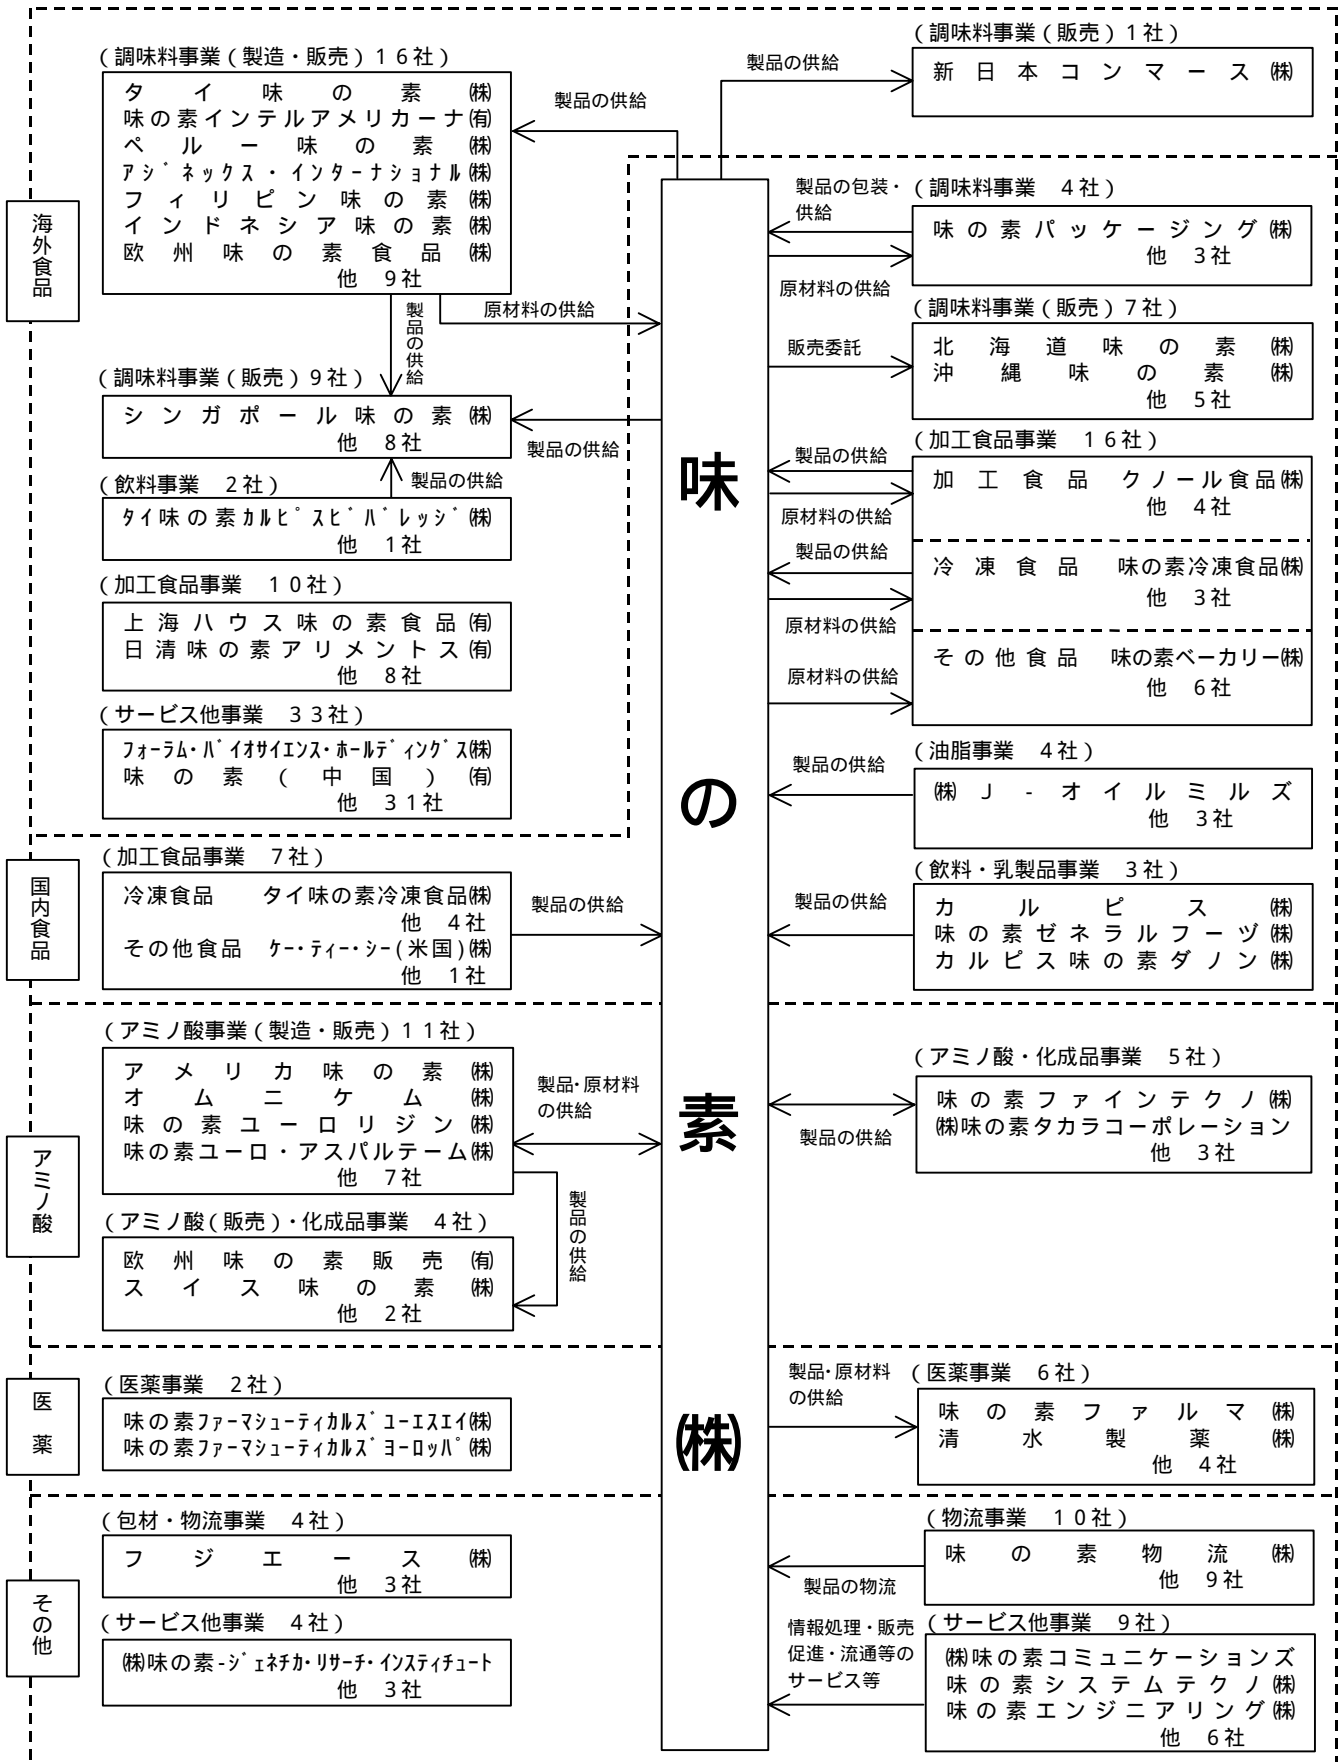 海外食品
(調味料事業(製造・販売)16社)
タイ味の素㈱
味の素インテルアメリカーナ㈲
ペルー味の素㈱
アジネックス・インターナショナル㈱
フィリピン味の素㈱
インドネシア味の素㈱
欧州味の素食品㈱
他 9社
製品の供給
製品の供給
原材料の供給
(調味料事業(販売)9社)
シンガポール味の素㈱
他 8社
製品の供給
製品の供給
(飲料事業 2社)
タイ味の素カルピスビバレッジ㈱
他 1社
(加工食品事業 10社)
上海ハウス味の素食品㈲
日清味の素アリメントス㈲
他 8社
(サービス他事業 33社)
フォーラム・バイオサイエンス・ホールディングス㈱
味の素(中国)㈲
他 31社
(調味料事業(販売)1社)
新日本コンマース㈱
製品の供給
国内食品
(加工食品事業 7社)
冷凍食品 タイ味の素冷凍食品㈱
他 4社
その他食品 ケー・ティー・シー(米国)㈱
他 1社
製品の供給
味の素㈱
製品の包装・
供給
原材料の供給
(調味料事業 4社)
味の素パッケージング㈱
他 3社
販売委託
(調味料事業(販売)7社)
北海道味の素㈱
沖縄味の素㈱
他 5社
(加工食品事業 16社)
製品の供給
原材料の供給
加工食品 クノール食品㈱
他 4社
製品の供給
原材料の供給
冷凍食品 味の素冷凍食品㈱
他 3社
原材料の供給
その他食品 味の素ベーカリー㈱
他 6社
製品の供給
(油脂事業 4社)
㈱J-オイルミルズ
他 3社
製品の供給
(飲料・乳製品事業 3社)
カルピス㈱
味の素ゼネラルフーヅ㈱
カルピス味の素ダノン㈱
アミノ酸
(アミノ酸事業(製造・販売)11社)
アメリカ味の素㈱
オムニケム㈱
味の素ユーロリジン㈱
味の素ユーロ・アスパルテーム㈱
他 7社
製品・原材料
の供給
製品の供給
(アミノ酸(販売)・化成品事業 4社)
欧州味の素販売㈲
スイス味の素㈱
他 2社
製品の供給
(アミノ酸・化成品事業 5社)
味の素ファインテクノ㈱
㈱味の素タカラコーポレーション
他 3社
医薬
(医薬事業 2社)
味の素ファーマシューティカルズユーエスエイ㈱
味の素ファーマシューティカルズヨーロッパ㈱
製品・原材料
の供給
(医薬事業 6社)
味の素ファルマ㈱
清水製薬㈱
他 4社
その他
(包材・物流事業 4社)
フジエース㈱
他 3社
(サービス他事業 4社)
㈱味の素-ジェネチカ・リサーチ・インスティチュート
他 3社
製品の物流
(物流事業 10社)
味の素物流㈱
他 9社
情報処理・販売
促進・流通等の
サービス等
(サービス他事業 9社)
㈱味の素コミュニケーションズ
味の素システムテクノ㈱
味の素エンジニアリング㈱
他 6社